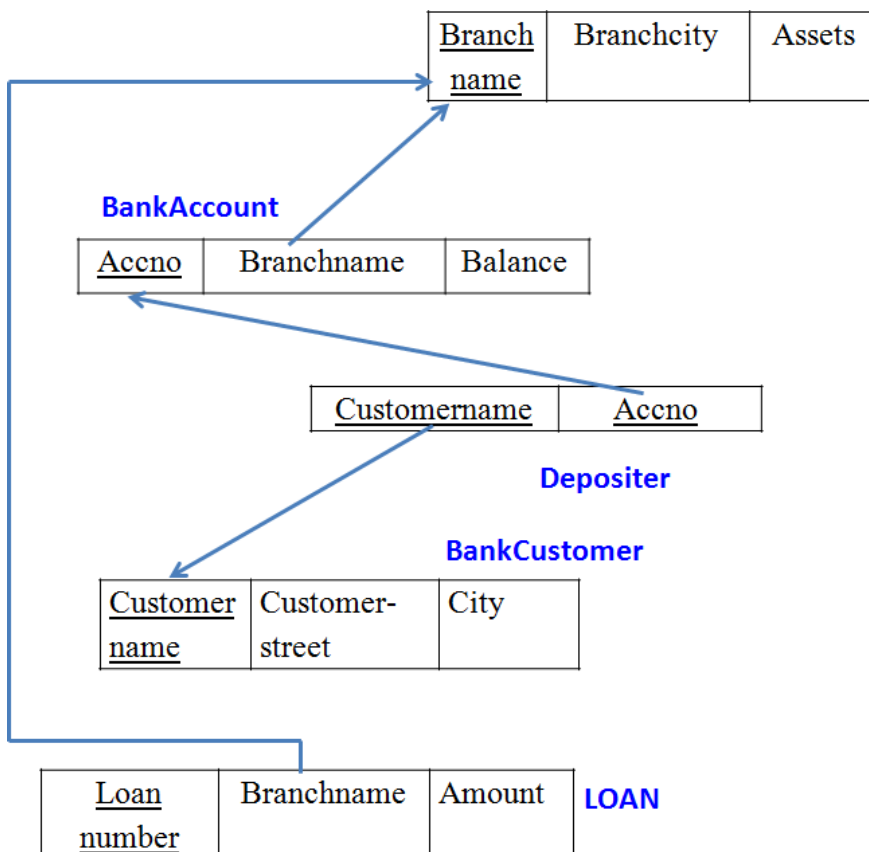 Branch name Branchcity Assets
BankAccount
Accno Branchname Balance
Customername Accno
Depositer
BankCustomer
Customer name Customer-street City
Loan number Branchname Amount LOAN